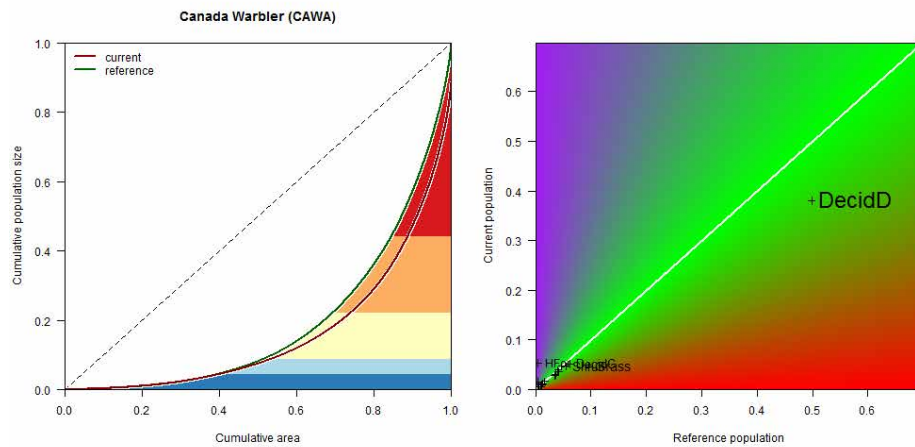 Canada Warbler (CAWA)
current
reference
1.0
0.8
0.6
0.4
0.2
0.0
Cumulative population size
0.0 0.2 0.4 0.6 0.8 1.0
Cumulative area
0.6
0.5
0.4
0.3
0.2
0.1
0.0
Current population
DecidD
0.0 0.1 0.2 0.3 0.4 0.5 0.6
Reference population